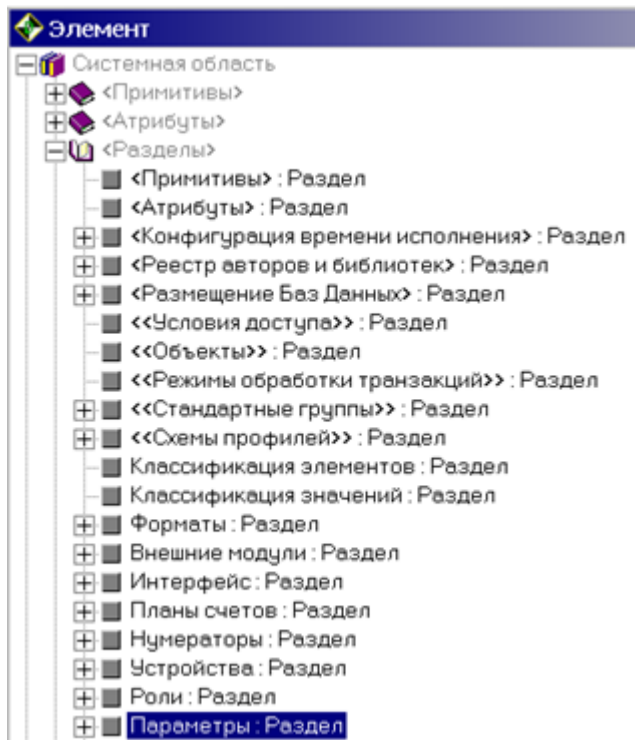 Элемент
Системная область
<Примитивы>
<Атрибуты>
<Разделы>
<Примитивы> : Раздел
<Атрибуты> : Раздел
<Конфигурация времени исполнения> : Раздел
<Реестр авторов и библиотек> : Раздел
<Размещение Баз Данных> : Раздел
<<Условия доступа>> : Раздел
<<Объекты>> : Раздел
<<Режимы обработки транзакций>> : Раздел
<<Стандартные группы>> : Раздел
<<Схемы профилей>> : Раздел
Классификация элементов : Раздел
Классификация значений : Раздел
Форматы : Раздел
Внешние модули : Раздел
Интерфейс : Раздел
Планы счетов : Раздел
Нумераторы : Раздел
Устройства : Раздел
Роли : Раздел
Параметры : Раздел